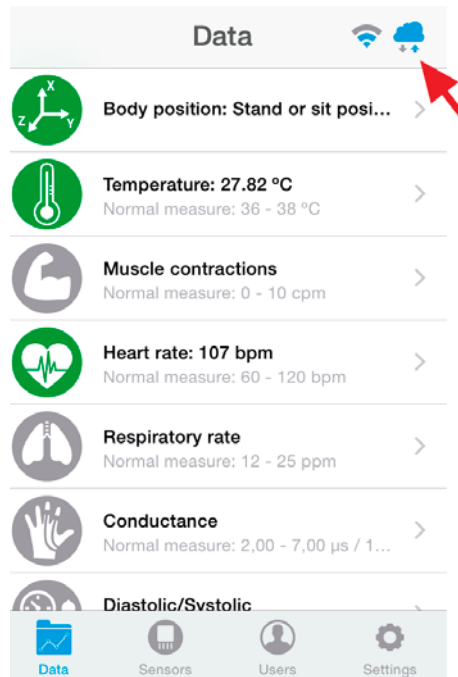 Data
X
Z
Y
Body position: Stand or sit posi...
Temperature: 27.82 ºC
Normal measure: 36 - 38 ºC
Muscle contractions
Normal measure: 0 - 10 cpm
Heart rate: 107 bpm
Normal measure: 60 - 120 bpm
Respiratory rate
Normal measure: 12 - 25 ppm
Conductance
Normal measure: 2,00 - 7,00 μs / 1...
Diastolic/Systolic
Data
Sensors
Users
Settings